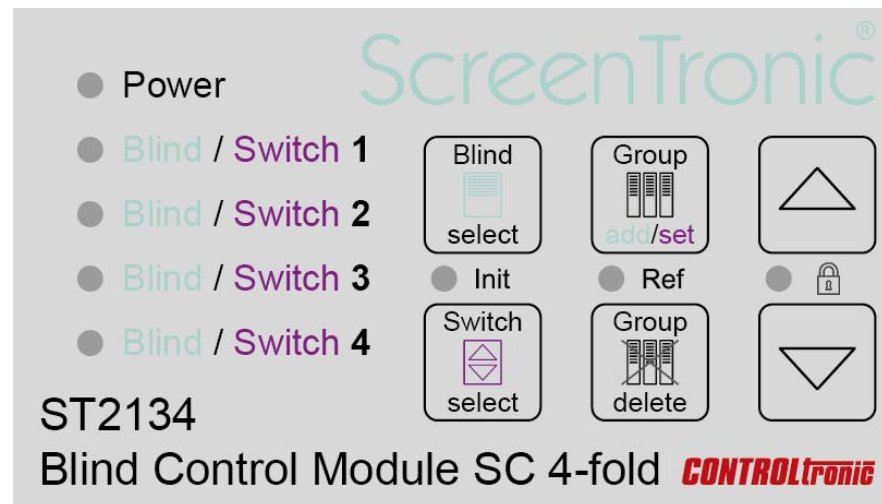 ScreenTronic®
Power
Blind / Switch 1
Blind / Switch 2
Blind / Switch 3
Blind / Switch 4
Blind
select
Group
add/set
Init
Ref
Switch
select
Group
delete
ST2134
Blind Control Module SC 4-fold CONTROLtronic